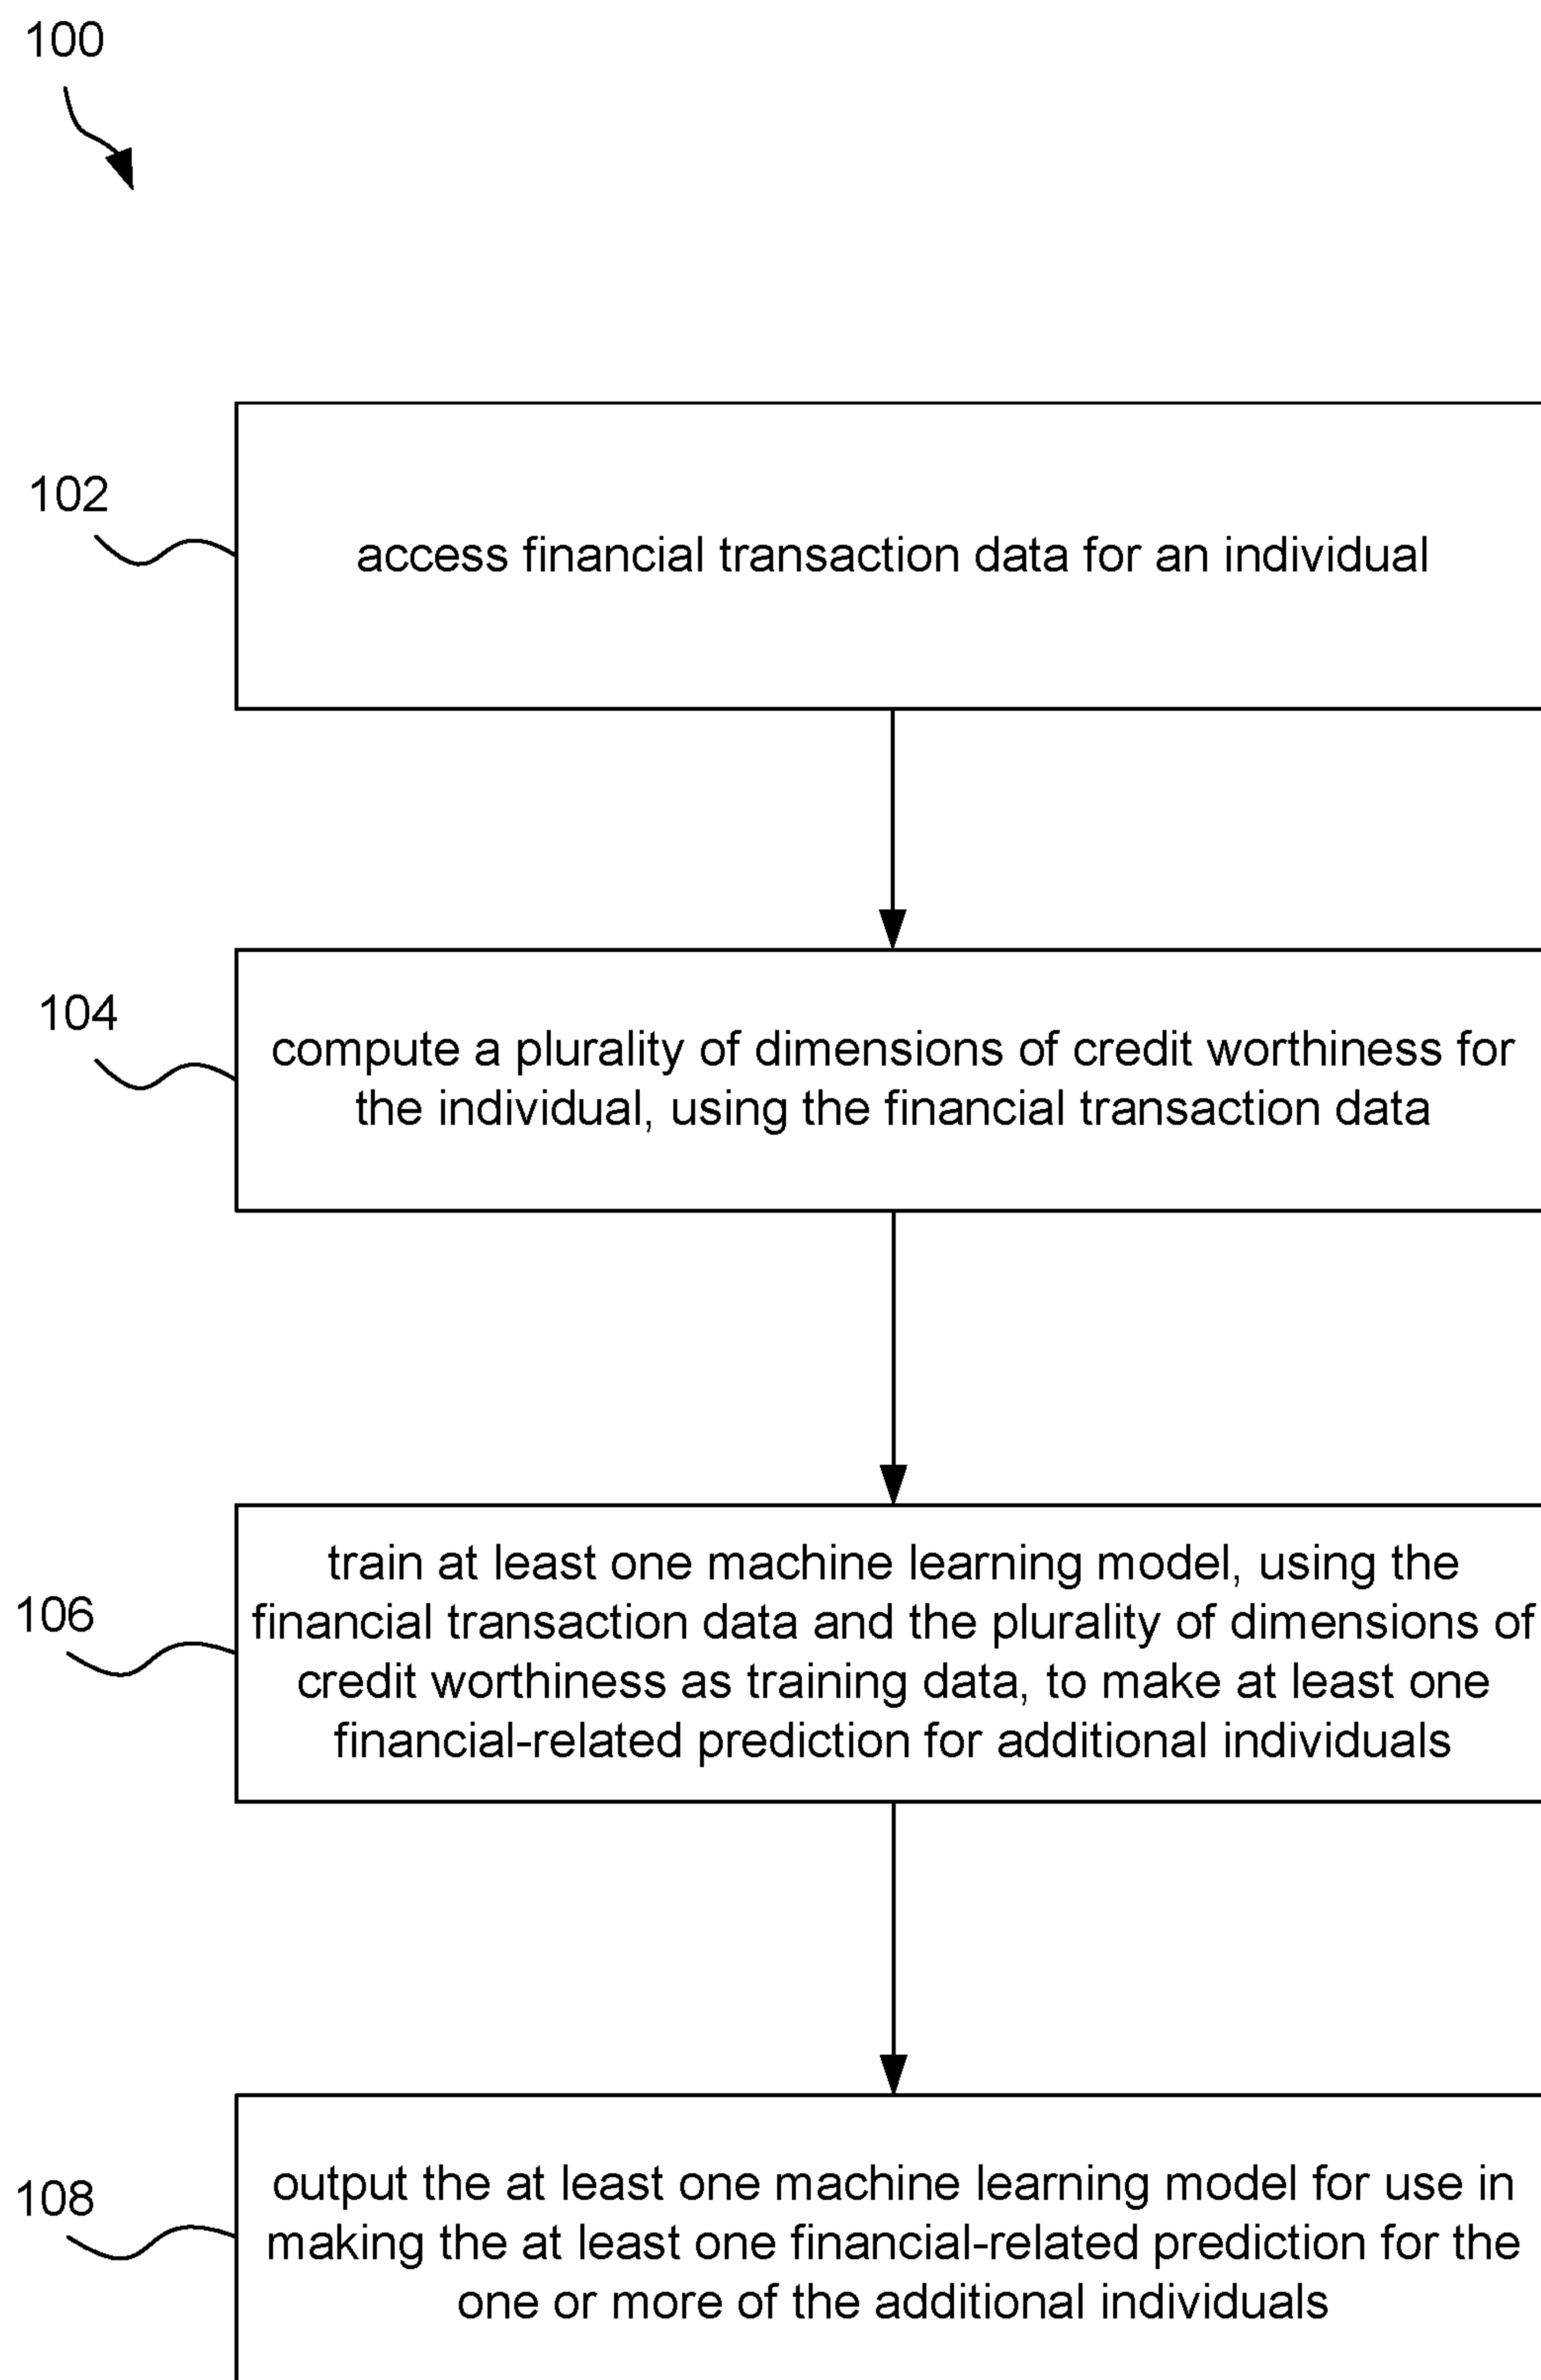 100
102
access financial transaction data for an individual
104
compute a plurality of dimensions of credit worthiness for
the individual, using the financial transaction data
106
train at least one machine learning model, using the
financial transaction data and the plurality of dimensions of
credit worthiness as training data, to make at least one
financial-related prediction for additional individuals
108
output the at least one machine learning model for use in
making the at least one financial-related prediction for the
one or more of the additional individuals